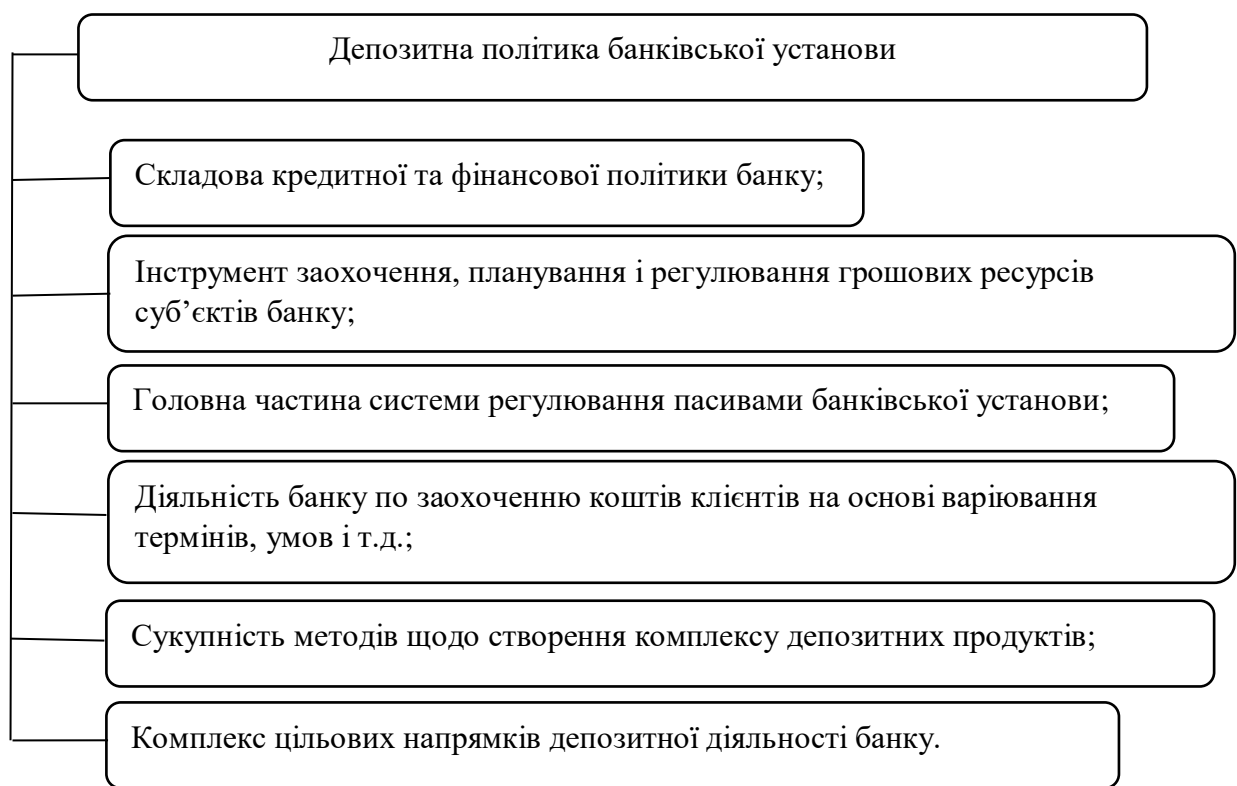 Депозитна політика банківської установи
Складова кредитної та фінансової політики банку;
Інструмент заохочення, планування і регулювання грошових ресурсів
суб’єктів банку;
Головна частина системи регулювання пасивами банківської установи;
Діяльність банку по заохоченню коштів клієнтів на основі варіювання
термінів, умов і т.д.;
Сукупність методів щодо створення комплексу депозитних продуктів;
Комплекс цільових напрямків депозитної діяльності банку.